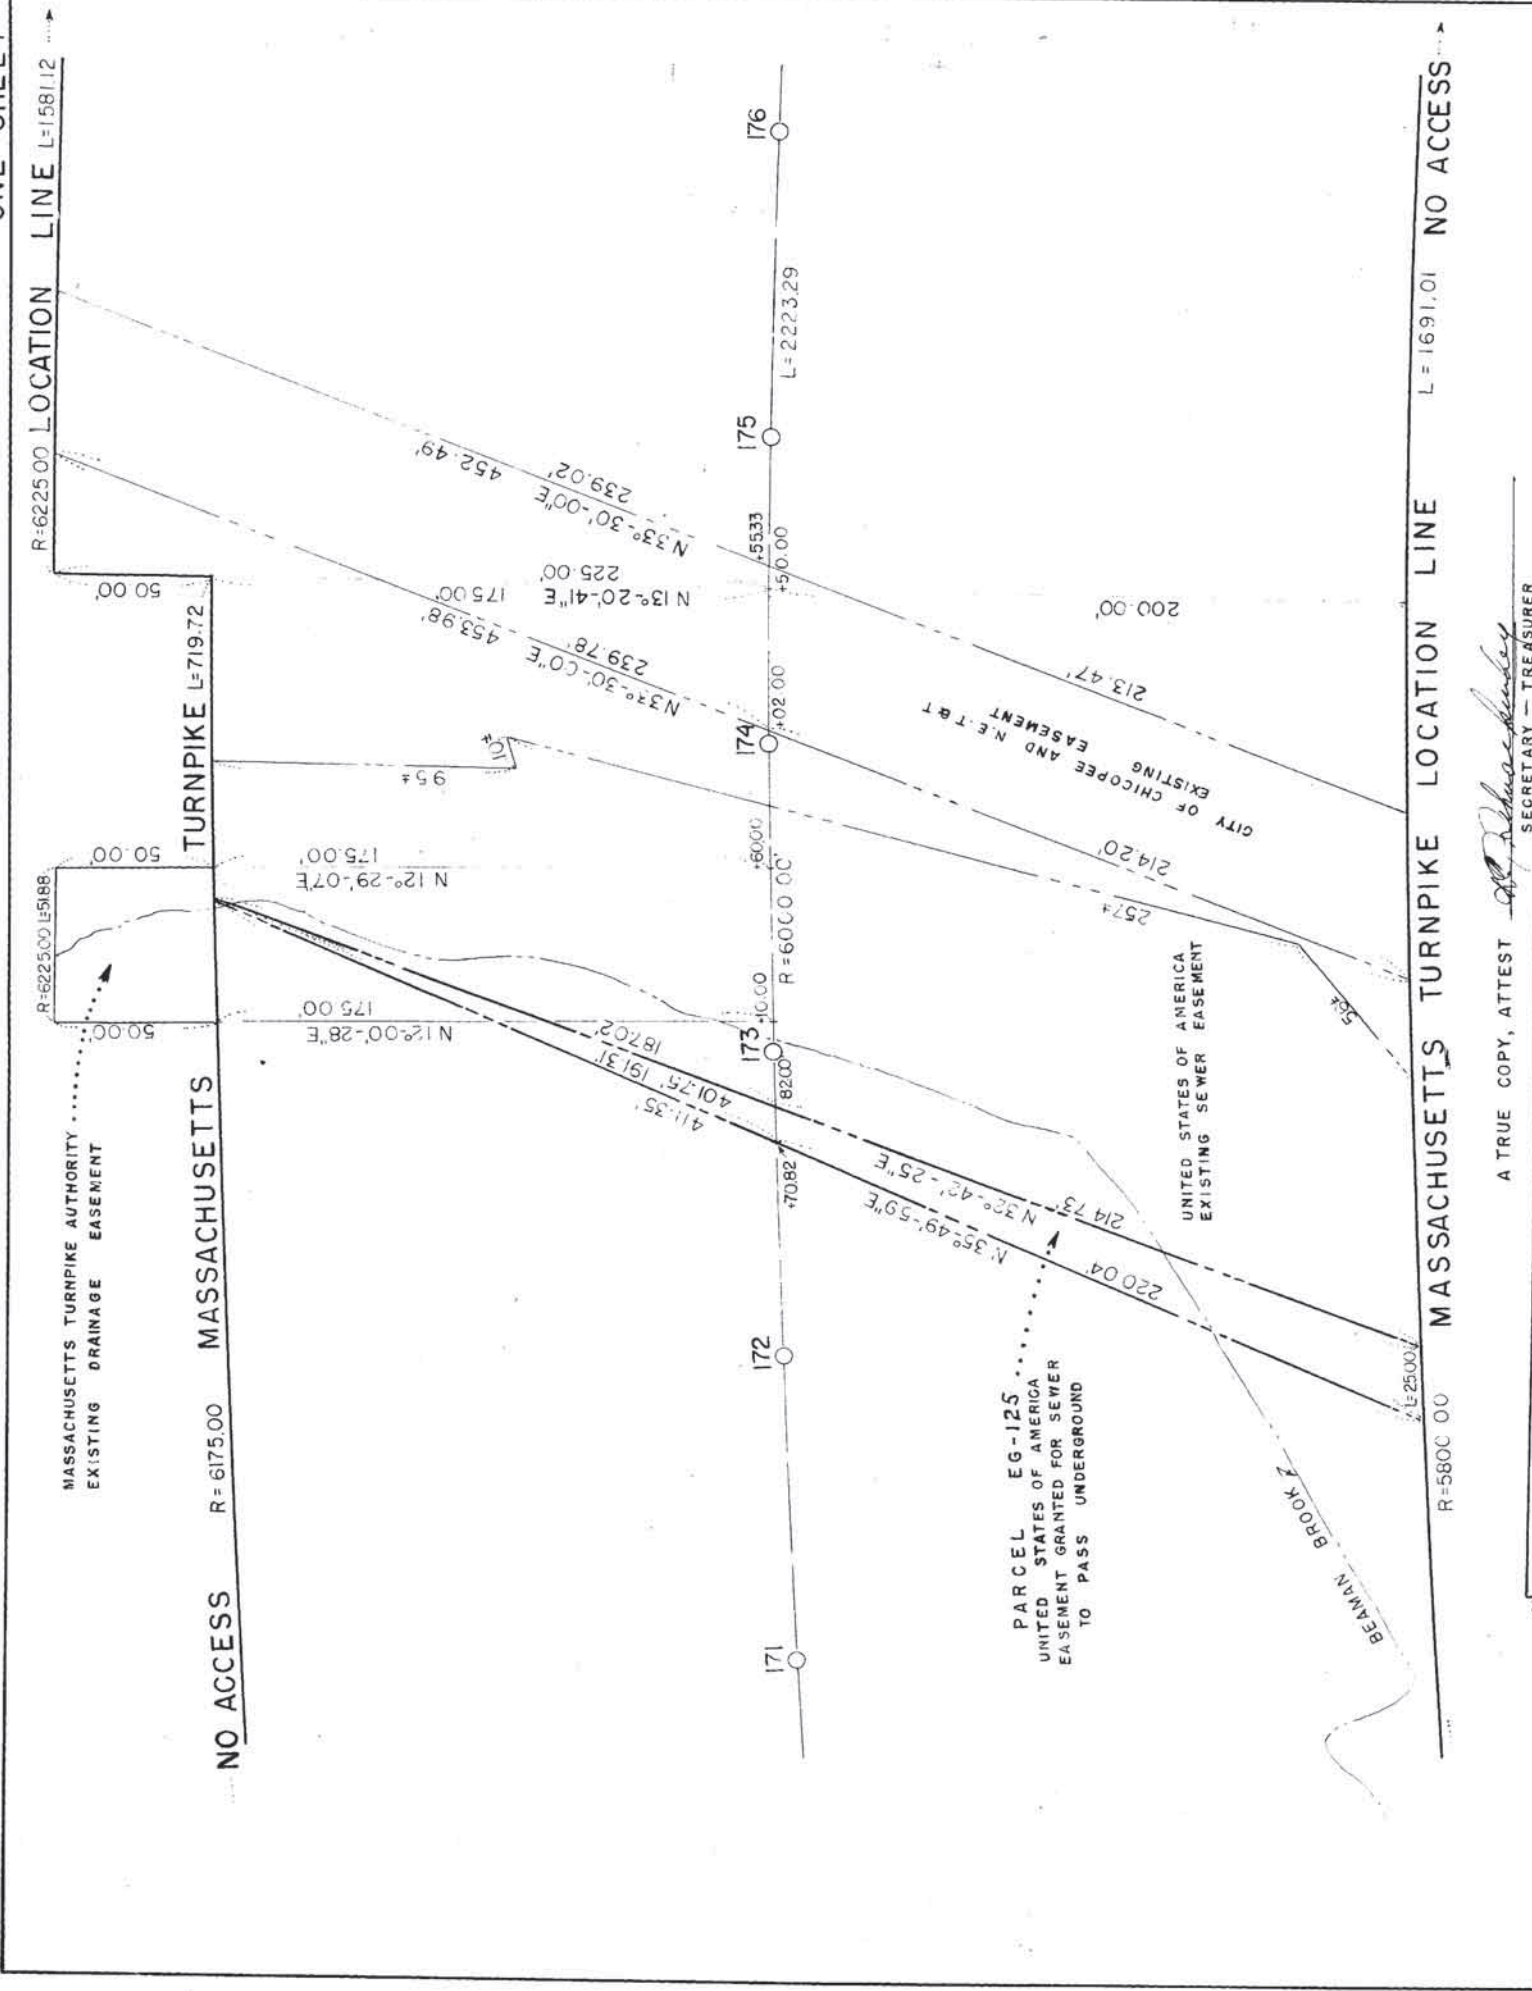 R=6225.00 LOCATION LINE L=1581.12
50.00'
TURNPIKE L=719.72
R=6225.00 L=51.88
50.00'
50.00'
MASSACHUSETTS TURNPIKE AUTHORITY
EXISTING DRAINAGE EASEMENT
NO ACCESS R=6175.00 MASSACHUSETTS
N 12°-00'-28"E
175.00'
N 12°-29'-07"E
175.00'
95±
10±
N33°-30'-00"E
453.98'
239.78'
N 13°-20'-41"E
175.00'
225.00'
N33°-30'-00"E
452.49'
239.02'
411.35'
191.31'
401.75'
187.02'
171
172
173
174
175
176
+70.82
82.00
+10.00
+60.00
+02.00
+50.00
+55.33
R=6000.00'
L=2223.29
N 35°-49'-59"E
220.04'
N 32°-42'-25"E
214.73'
PARCEL EG-125
UNITED STATES OF AMERICA
EASEMENT GRANTED FOR SEWER
TO PASS UNDERGROUND
UNITED STATES OF AMERICA
EXISTING SEWER EASEMENT
257±
56±
214.20'
CITY OF CHICOPEE AND N.E.T&T
EXISTING EASEMENT
213.47'
200.00'
BEAMAN BROOK
L=25.00
R=5800.00
MASSACHUSETTS TURNPIKE LOCATION LINE
L=1691.01
NO ACCESS
A TRUE COPY, ATTEST
SECRETARY — TREASURER